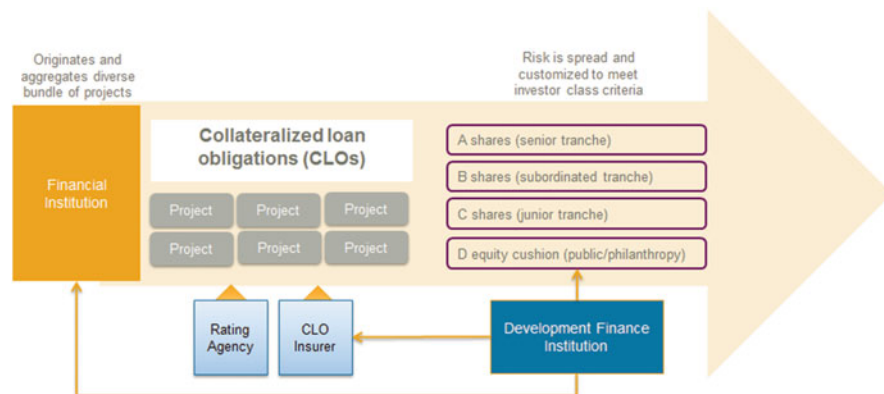 Originates and
aggregates diverse
bundle of projects
Risk is spread and
customized to meet
investor class criteria
Financial
Institution
Collateralized loan
obligations (CLOs)
Project
Project
Project
Project
Project
Project
A shares (senior tranche)
B shares (subordinated tranche)
C shares (junior tranche)
D equity cushion (public/philanthropy)
Rating
Agency
CLO
Insurer
Development Finance
Institution